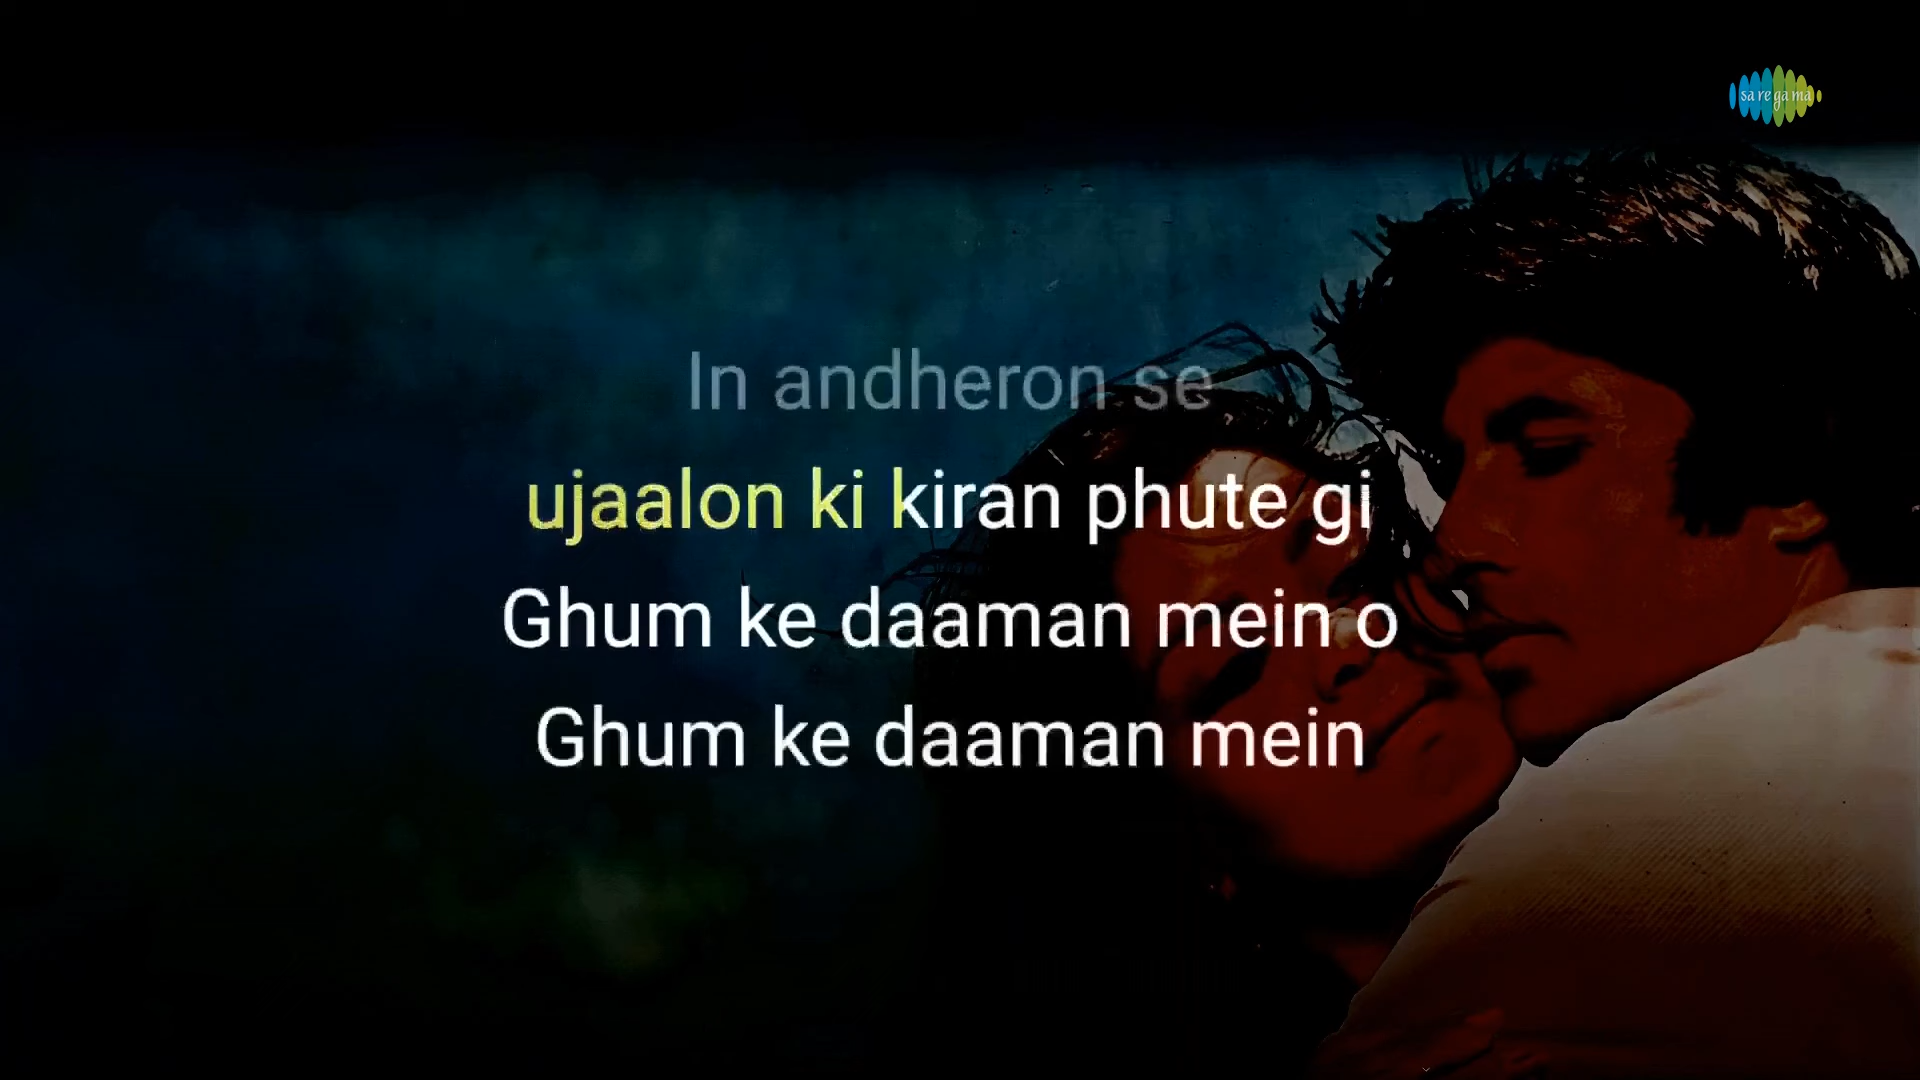 sa re ga ma
In andheron se
ujaalon ki kiran phute gi
Ghum ke daaman mein o
Ghum ke daaman mein